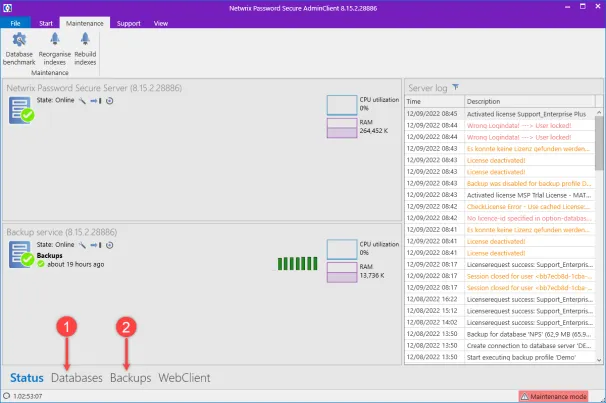 Netwrix Password Secure AdminClient 8.15.2.28886
File Start Maintenance Support View
Database benchmark
Reorganise indexes
Rebuild indexes
Maintenance
Netwrix Password Secure Server (8.15.2.28886)
State: Online
CPU utilization
0%
RAM
264,452 K
Backup service (8.15.2.28886)
State: Online
Backups
about 19 hours ago
CPU utilization
0%
RAM
13,736 K
Server log
Time Description
12/09/2022 08:45 Activated license Support_Enterprise Plus
12/09/2022 08:44 Wrong Logindata! ---> User locked!
12/09/2022 08:44 Wrong Logindata! ---> User locked!
12/09/2022 08:43 Es konnte keine Lizenz gefunden werden...
12/09/2022 08:43 License deactivated!
12/09/2022 08:43 License deactivated!
12/09/2022 08:43 Backup was disabled for backup profile D...
12/09/2022 08:43 Activated license MSP Trial License - MAT...
12/09/2022 08:42 CheckLicense Error - Use cached License:...
12/09/2022 08:42 No licence-id specified in option-databas...
12/09/2022 08:41 Es konnte keine Lizenz gefunden werden...
12/09/2022 08:41 License deactivated!
12/09/2022 08:41 License deactivated!
12/09/2022 08:17 Licenserequest success: Support_Enterpr...
12/09/2022 08:17 Session closed for user <bb7ecb8d-1cba-...
12/09/2022 08:17 Session closed for user <bb7ecb8d-1cba-...
12/08/2022 16:22 Licenserequest success: Support_Enterpr...
12/08/2022 15:12 Licenserequest success: Support_Enterpr...
12/08/2022 14:02 Licenserequest success: Support_Enterpr...
12/08/2022 13:50 Backup for database 'NPS' (62,9 MB (65.9...
12/08/2022 13:50 Create connection to database server 'DE...
12/08/2022 13:50 Start executing backup profile 'Demo'
1 2
Status Databases Backups WebClient
1.02:53:07
Maintenance mode